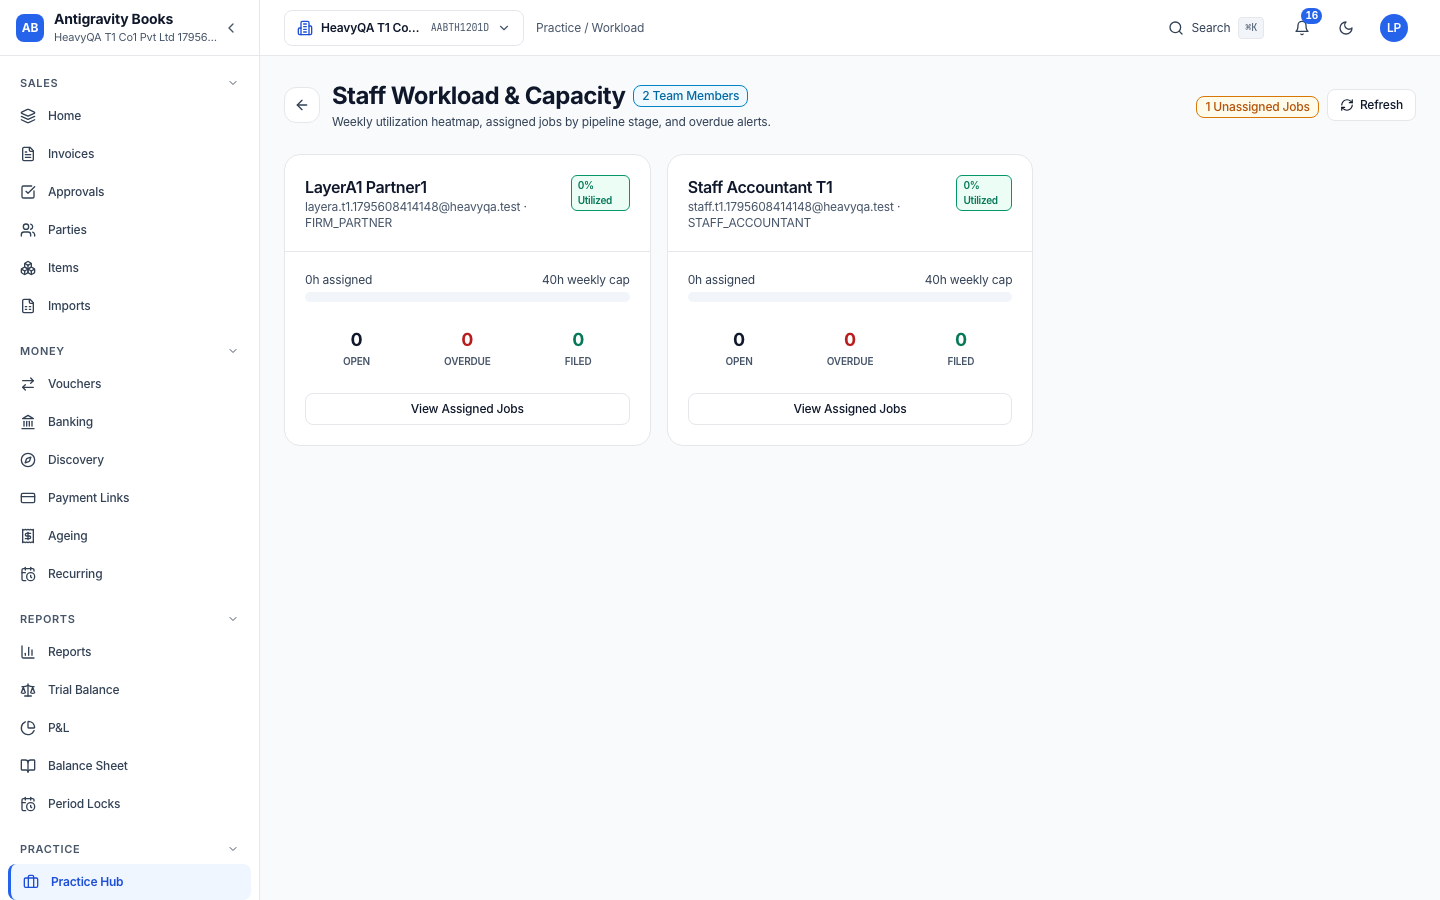 AB
Antigravity Books
HeavyQA T1 Co1 Pvt Ltd 17956...
SALES
Home
Invoices
Approvals
Parties
Items
Imports
MONEY
Vouchers
Banking
Discovery
Payment Links
Ageing
Recurring
REPORTS
Reports
Trial Balance
P&L
Balance Sheet
Period Locks
PRACTICE
Practice Hub
HeavyQA T1 Co... AABTH1201D
Practice / Workload
Search ⌘K
16
LP
Staff Workload & Capacity
2 Team Members
Weekly utilization heatmap, assigned jobs by pipeline stage, and overdue alerts.
1 Unassigned Jobs
Refresh
LayerA1 Partner1
layera.t1.1795608414148@heavyqa.test ·
FIRM_PARTNER
0%
Utilized
0h assigned
40h weekly cap
0
OPEN
0
OVERDUE
0
FILED
View Assigned Jobs
Staff Accountant T1
staff.t1.1795608414148@heavyqa.test ·
STAFF_ACCOUNTANT
0%
Utilized
0h assigned
40h weekly cap
0
OPEN
0
OVERDUE
0
FILED
View Assigned Jobs